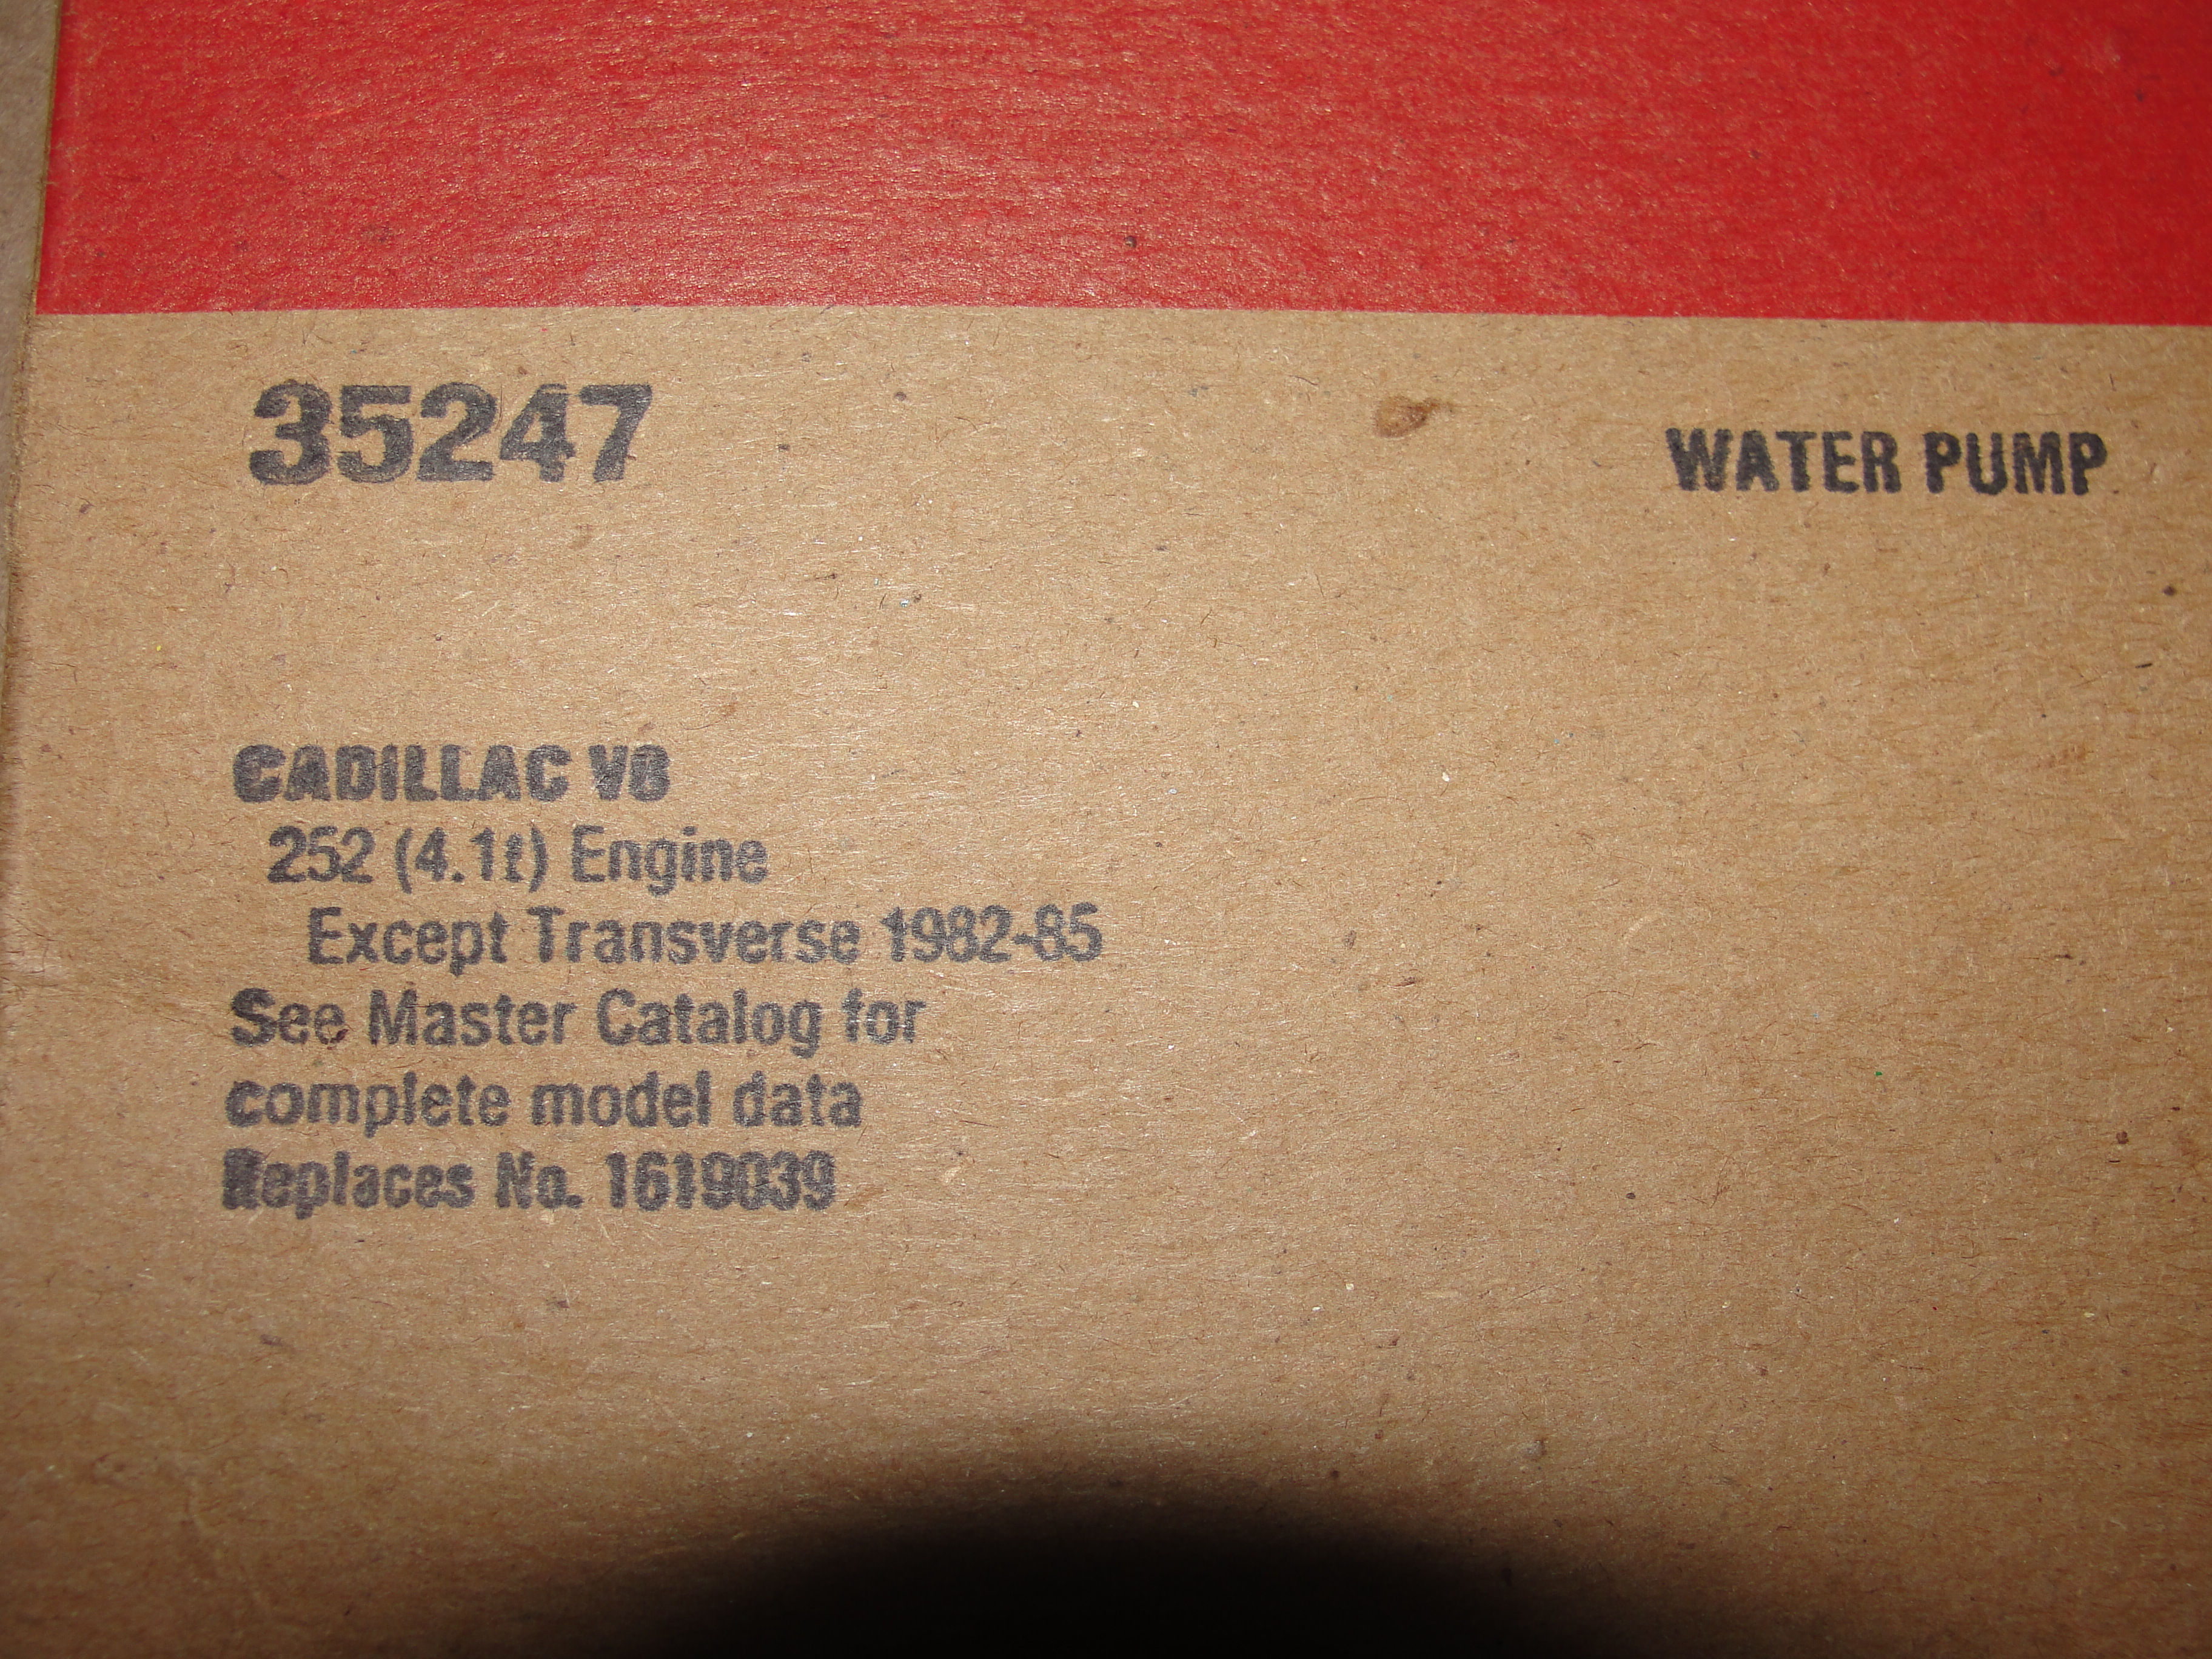 35247
WATER PUMP
CADILLAC V8
252 (4.1ℓ) Engine
Except Transverse 1982-85
See Master Catalog for
complete model data
Replaces No. 1619039